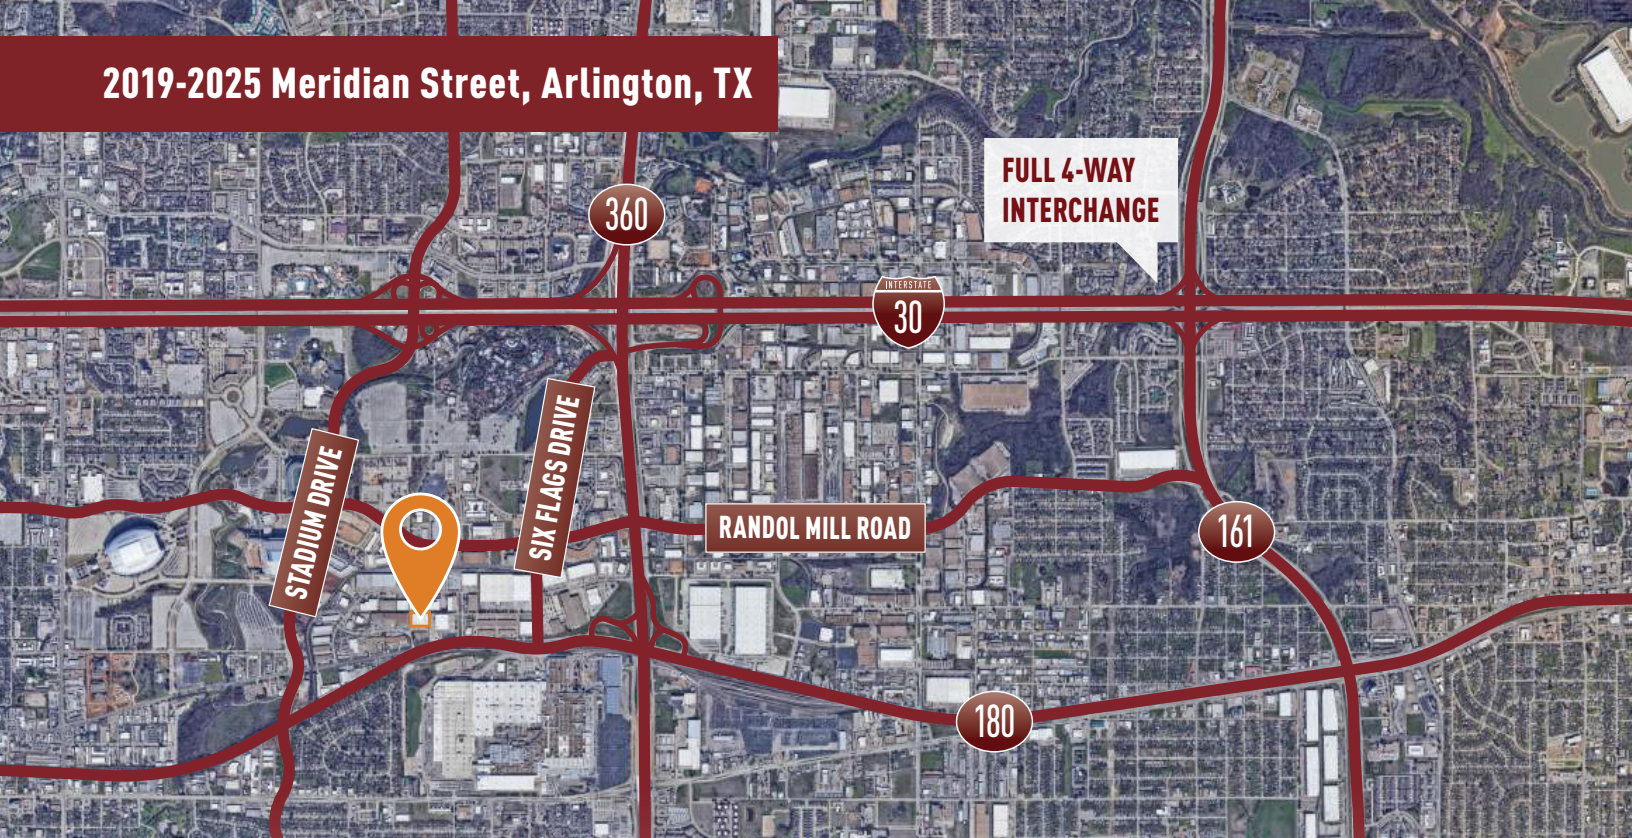 2019-2025 Meridian Street, Arlington, TX
FULL 4-WAY
INTERCHANGE
360
INTERSTATE
30
STADIUM DRIVE
SIX FLAGS DRIVE
RANDOL MILL ROAD
161
180